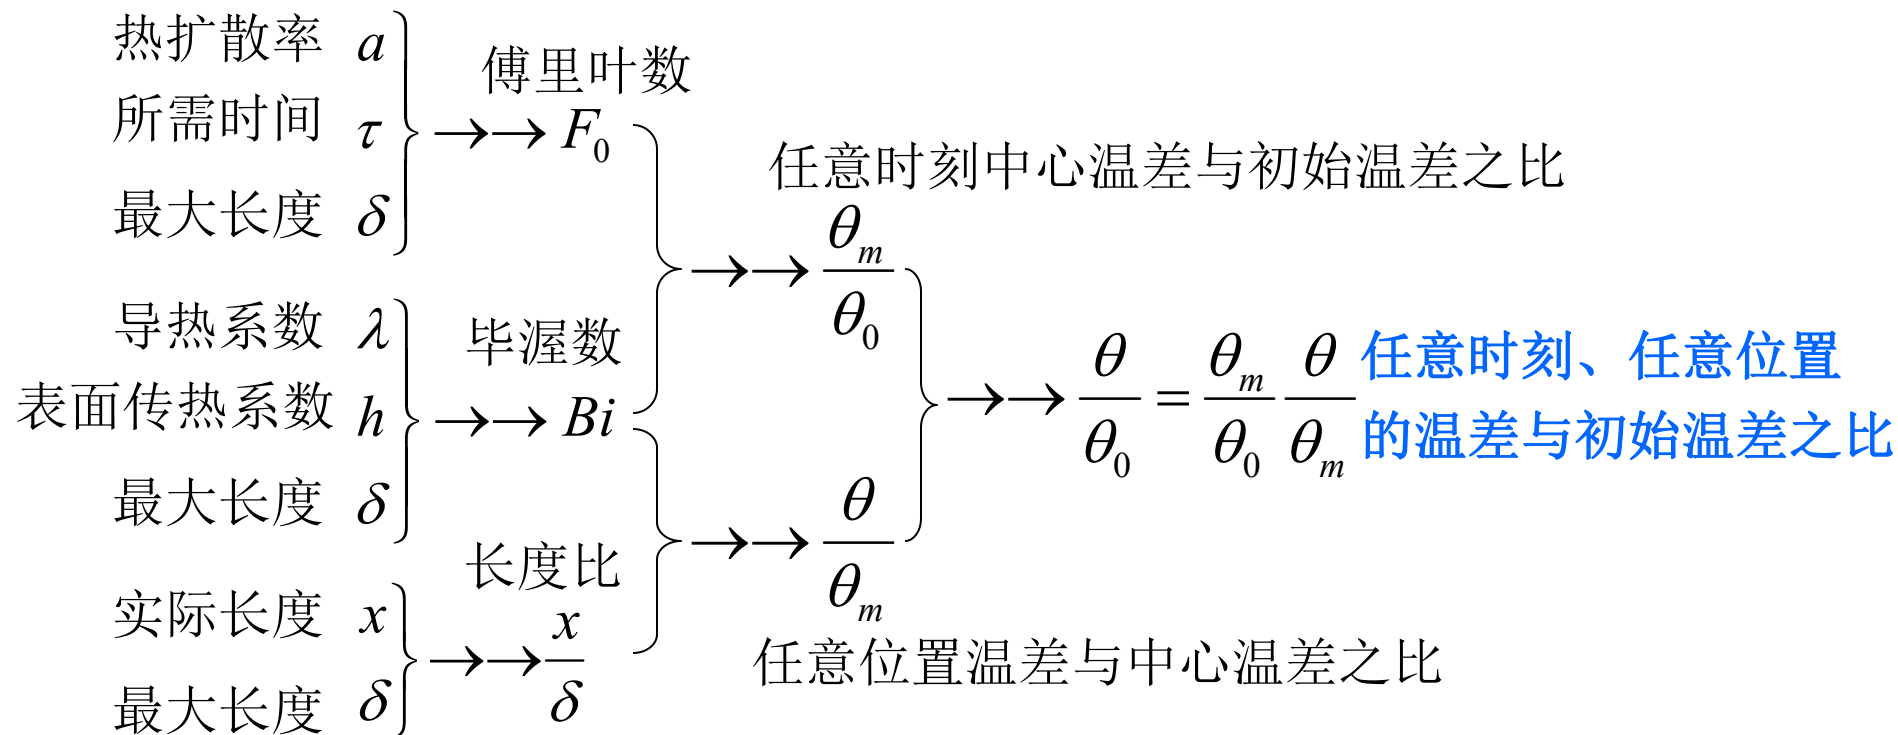 热扩散率 a
所需时间 τ
最大长度 δ
傅里叶数
→→ F₀
导热系数 λ
表面传热系数 h
最大长度 δ
毕渥数
→→ Bi
实际长度 x
最大长度 δ
长度比
→→ x/δ
任意时刻中心温差与初始温差之比
→→ θₘ/θ₀
→→ θ/θₘ
任意位置温差与中心温差之比
→→ θ/θ₀ = θₘ/θ₀ θ/θₘ
任意时刻、任意位置
的温差与初始温差之比